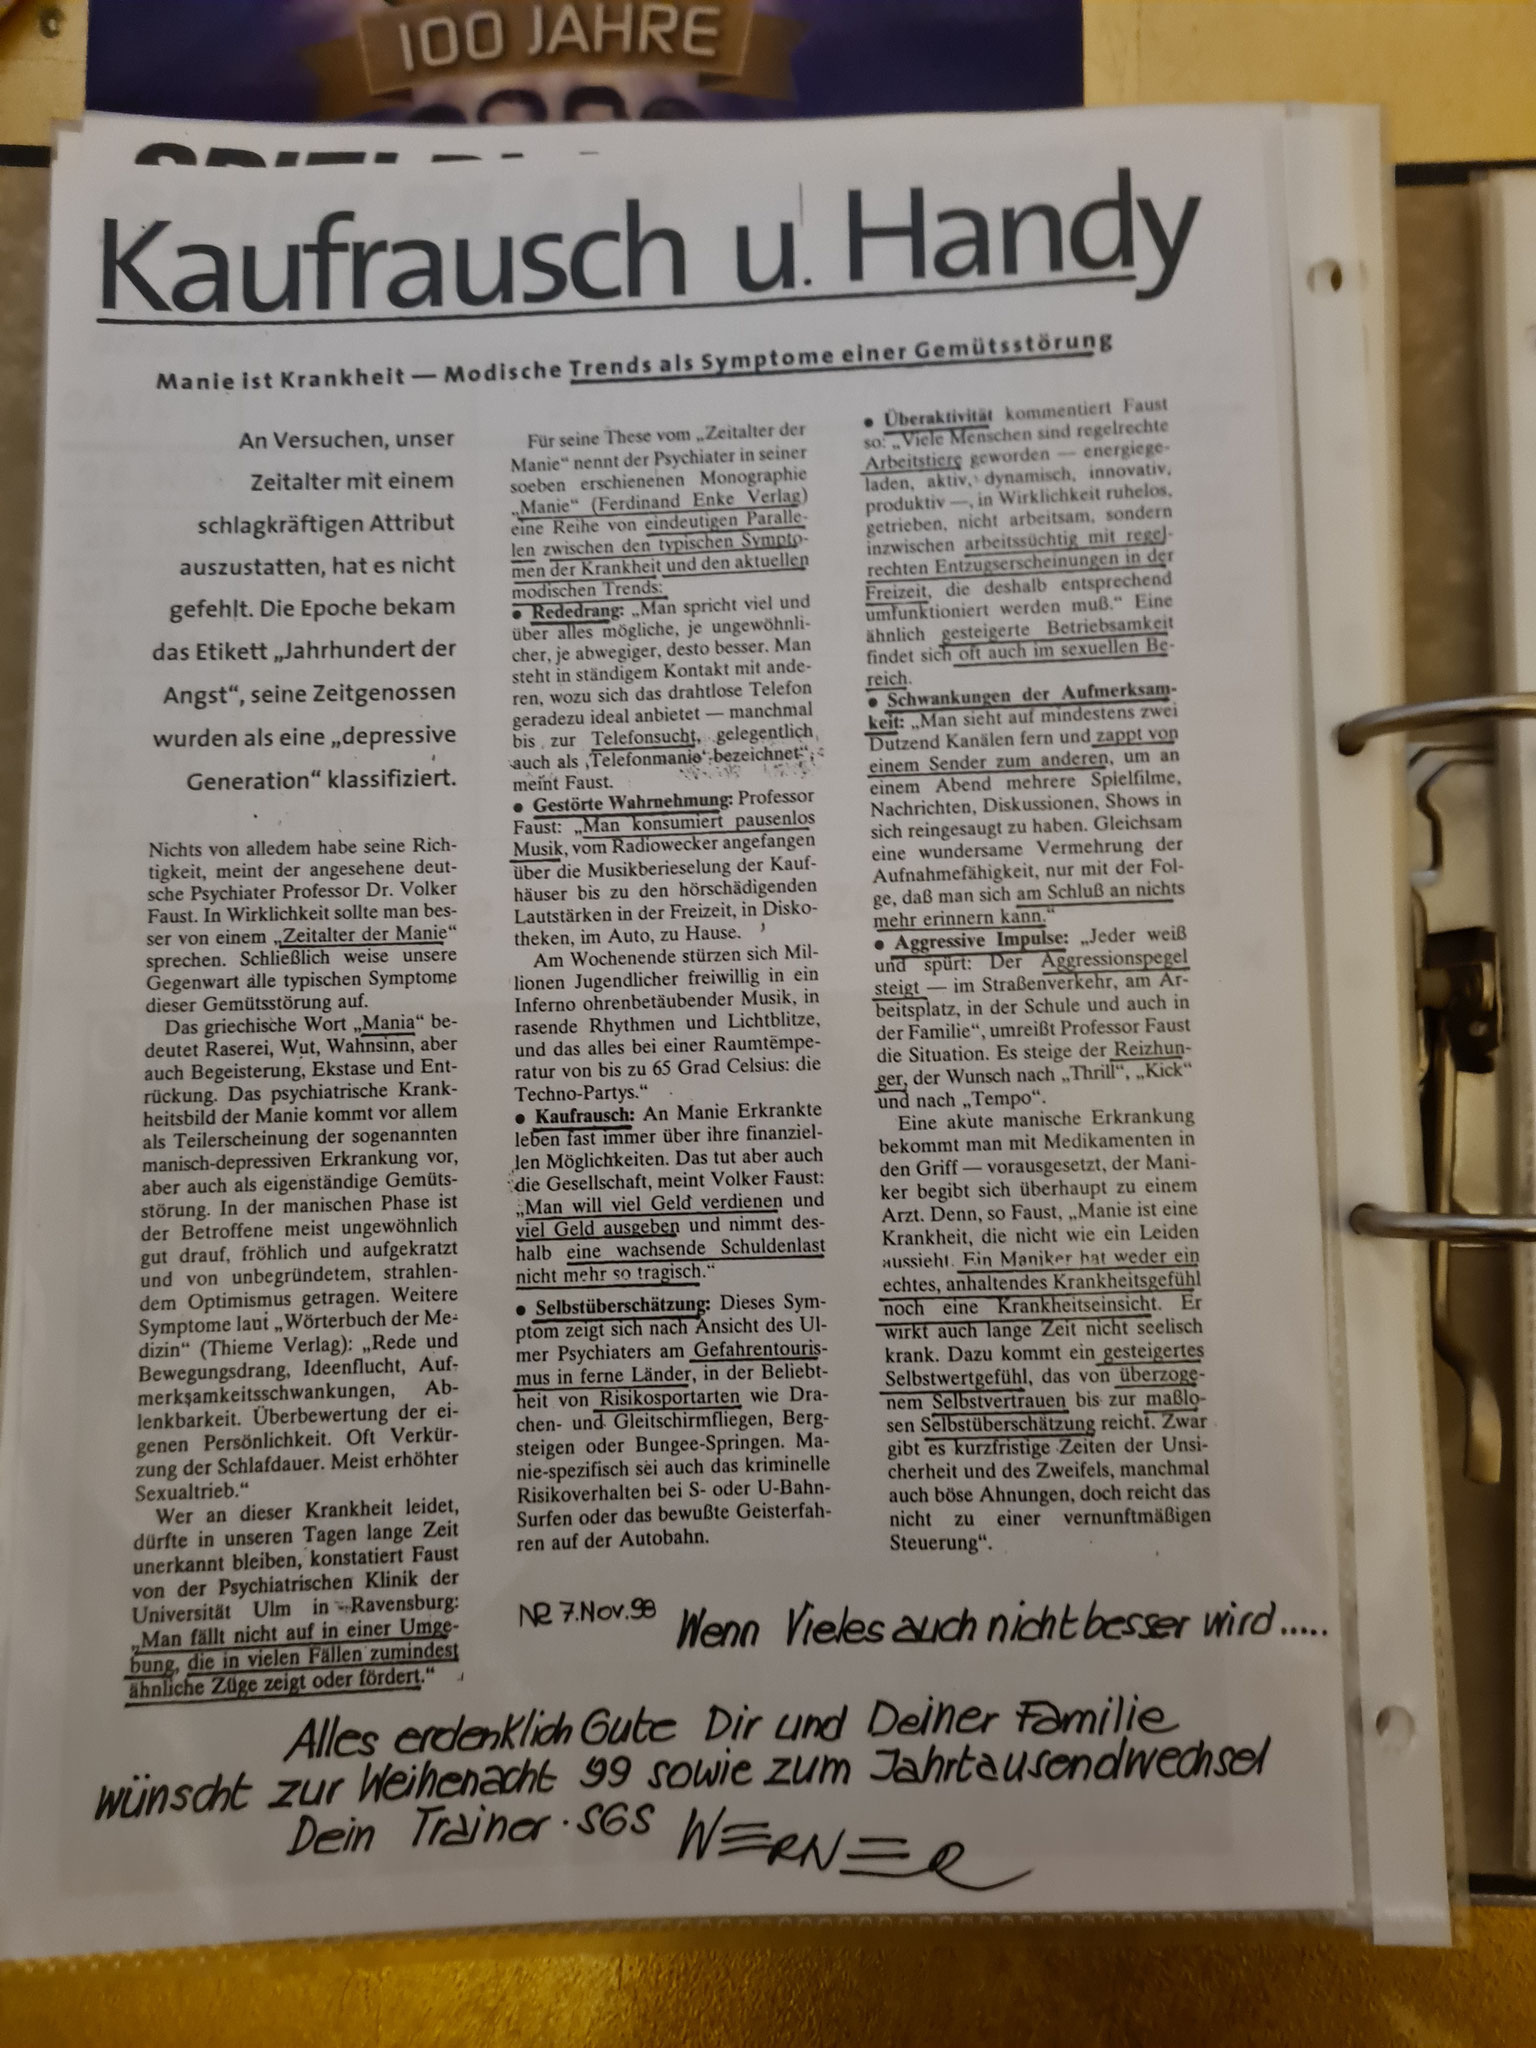 100 JAHRE
Kaufrausch u. Handy
Manie ist Krankheit — Modische Trends als Symptome einer Gemütsstörung
An Versuchen, unser
Zeitalter mit einem
schlagkräftigen Attribut
auszustatten, hat es nicht
gefehlt. Die Epoche bekam
das Etikett „Jahrhundert der
Angst“, seine Zeitgenossen
wurden als eine „depressive
Generation“ klassifiziert.
Nichts von alledem habe seine Rich-
tigkeit, meint der angesehene deut-
sche Psychiater Professor Dr. Volker
Faust. In Wirklichkeit sollte man bes-
ser von einem „Zeitalter der Manie“
sprechen. Schließlich weise unsere
Gegenwart alle typischen Symptome
dieser Gemütsstörung auf.
Das griechische Wort „Mania“ be-
deutet Raserei, Wut, Wahnsinn, aber
auch Begeisterung, Ekstase und Ent-
rückung. Das psychiatrische Krank-
heitsbild der Manie kommt vor allem
als Teilerscheinung der sogenannten
manisch-depressiven Erkrankung vor,
aber auch als eigenständige Gemüts-
störung. In der manischen Phase ist
der Betroffene meist ungewöhnlich
gut drauf, fröhlich und aufgekratzt
und von unbegründetem, strahlen-
dem Optimismus getragen. Weitere
Symptome laut „Wörterbuch der Me-
dizin“ (Thieme Verlag): „Rede und
Bewegungsdrang, Ideenflucht, Auf-
merksamkeitsschwankungen, Ab-
lenkbarkeit. Überbewertung der ei-
genen Persönlichkeit. Oft Verkür-
zung der Schlafdauer. Meist erhöhter
Sexualtrieb.“
Wer an dieser Krankheit leidet,
dürfte in unseren Tagen lange Zeit
unerkannt bleiben, konstatiert Faust
von der Psychiatrischen Klinik der
Universität Ulm in Ravensburg:
„Man fällt nicht auf in einer Umge-
bung, die in vielen Fällen zumindest
ähnliche Züge zeigt oder fördert.“
Für seine These vom „Zeitalter der
Manie“ nennt der Psychiater in seiner
soeben erschienenen Monographie
„Manie“ (Ferdinand Enke Verlag)
eine Reihe von eindeutigen Paralle-
len zwischen den typischen Sympto-
men der Krankheit und den aktuellen
modischen Trends:
● Rededrang: „Man spricht viel und
über alles mögliche, je ungewöhnli-
cher, je abwegiger, desto besser. Man
steht in ständigem Kontakt mit ande-
ren, wozu sich das drahtlose Telefon
geradezu ideal anbietet — manchmal
bis zur Telefonsucht, gelegentlich
auch als ‚Telefonmanie‘ bezeichnet“,
meint Faust.
● Gestörte Wahrnehmung: Professor
Faust: „Man konsumiert pausenlos
Musik, vom Radiowecker angefangen
über die Musikberieselung der Kauf-
häuser bis zu den hörschädigenden
Lautstärken in der Freizeit, in Disko-
theken, im Auto, zu Hause.
Am Wochenende stürzen sich Mil-
lionen Jugendlicher freiwillig in ein
Inferno ohrenbetäubender Musik, in
rasende Rhythmen und Lichtblitze,
und das alles bei einer Raumtempe-
ratur von bis zu 65 Grad Celsius: die
Techno-Partys.“
● Kaufrausch: An Manie Erkrankte
leben fast immer über ihre finanziel-
len Möglichkeiten. Das tut aber auch
die Gesellschaft, meint Volker Faust:
„Man will viel Geld verdienen und
viel Geld ausgeben und nimmt des-
halb eine wachsende Schuldenlast
nicht mehr so tragisch.“
● Selbstüberschätzung: Dieses Sym-
ptom zeigt sich nach Ansicht des Ul-
mer Psychiaters am Gefahrentouris-
mus in ferne Länder, in der Beliebt-
heit von Risikosportarten wie Dra-
chen- und Gleitschirmfliegen, Berg-
steigen oder Bungee-Springen. Ma-
nie-spezifisch sei auch das kriminelle
Risikoverhalten bei S- oder U-Bahn-
Surfen oder das bewußte Geisterfah-
ren auf der Autobahn.
● Überaktivität kommentiert Faust
so: „Viele Menschen sind regelrechte
Arbeitstiere geworden — energiege-
laden, aktiv, dynamisch, innovativ,
produktiv —, in Wirklichkeit ruhelos,
getrieben, nicht arbeitsam, sondern
inzwischen arbeitssüchtig mit regel-
rechten Entzugserscheinungen in der
Freizeit, die deshalb entsprechend
umfunktioniert werden muß.“ Eine
ähnlich gesteigerte Betriebsamkeit
findet sich oft auch im sexuellen Be-
reich.
● Schwankungen der Aufmerksam-
keit: „Man sieht auf mindestens zwei
Dutzend Kanälen fern und zappt von
einem Sender zum anderen, um an
einem Abend mehrere Spielfilme,
Nachrichten, Diskussionen, Shows in
sich reingesaugt zu haben. Gleichsam
eine wundersame Vermehrung der
Aufnahmefähigkeit, nur mit der Fol-
ge, daß man sich am Schluß an nichts
mehr erinnern kann.“
● Aggressive Impulse: „Jeder weiß
und spürt: Der Aggressionspegel
steigt — im Straßenverkehr, am Ar-
beitsplatz, in der Schule und auch in
der Familie“, umreißt Professor Faust
die Situation. Es steige der Reizhun-
ger, der Wunsch nach „Thrill“, „Kick“
und nach „Tempo“.
Eine akute manische Erkrankung
bekommt man mit Medikamenten in
den Griff — vorausgesetzt, der Mani-
ker begibt sich überhaupt zu einem
Arzt. Denn, so Faust, „Manie ist eine
Krankheit, die nicht wie ein Leiden
aussieht. Ein Maniker hat weder ein
echtes, anhaltendes Krankheitsgefühl
noch eine Krankheitseinsicht. Er
wirkt auch lange Zeit nicht seelisch
krank. Dazu kommt ein gesteigertes
Selbstwertgefühl, das von überzoge-
nem Selbstvertrauen bis zur maßlo-
sen Selbstüberschätzung reicht. Zwar
gibt es kurzfristige Zeiten der Unsi-
cherheit und des Zweifels, manchmal
auch böse Ahnungen, doch reicht das
nicht zu einer vernunftmäßigen
Steuerung“.
7. Nov. 98 Wenn Vieles auch nicht besser wird.....
Alles erdenklich Gute Dir und Deiner Familie
wünscht zur Weihenacht 99 sowie zum Jahrtausendwechsel
Dein Trainer · SGS WERNER